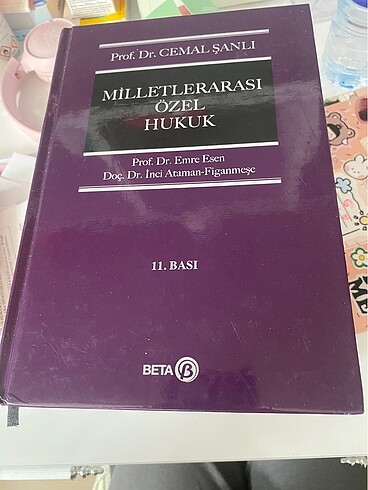 Prof. Dr. CEMAL ŞANLI
MİLLETLERARASI
ÖZEL
HUKUK
Prof. Dr. Emre Esen
Doç. Dr. İnci Ataman-Figanmeşe
11. BASI
BETA B
ME